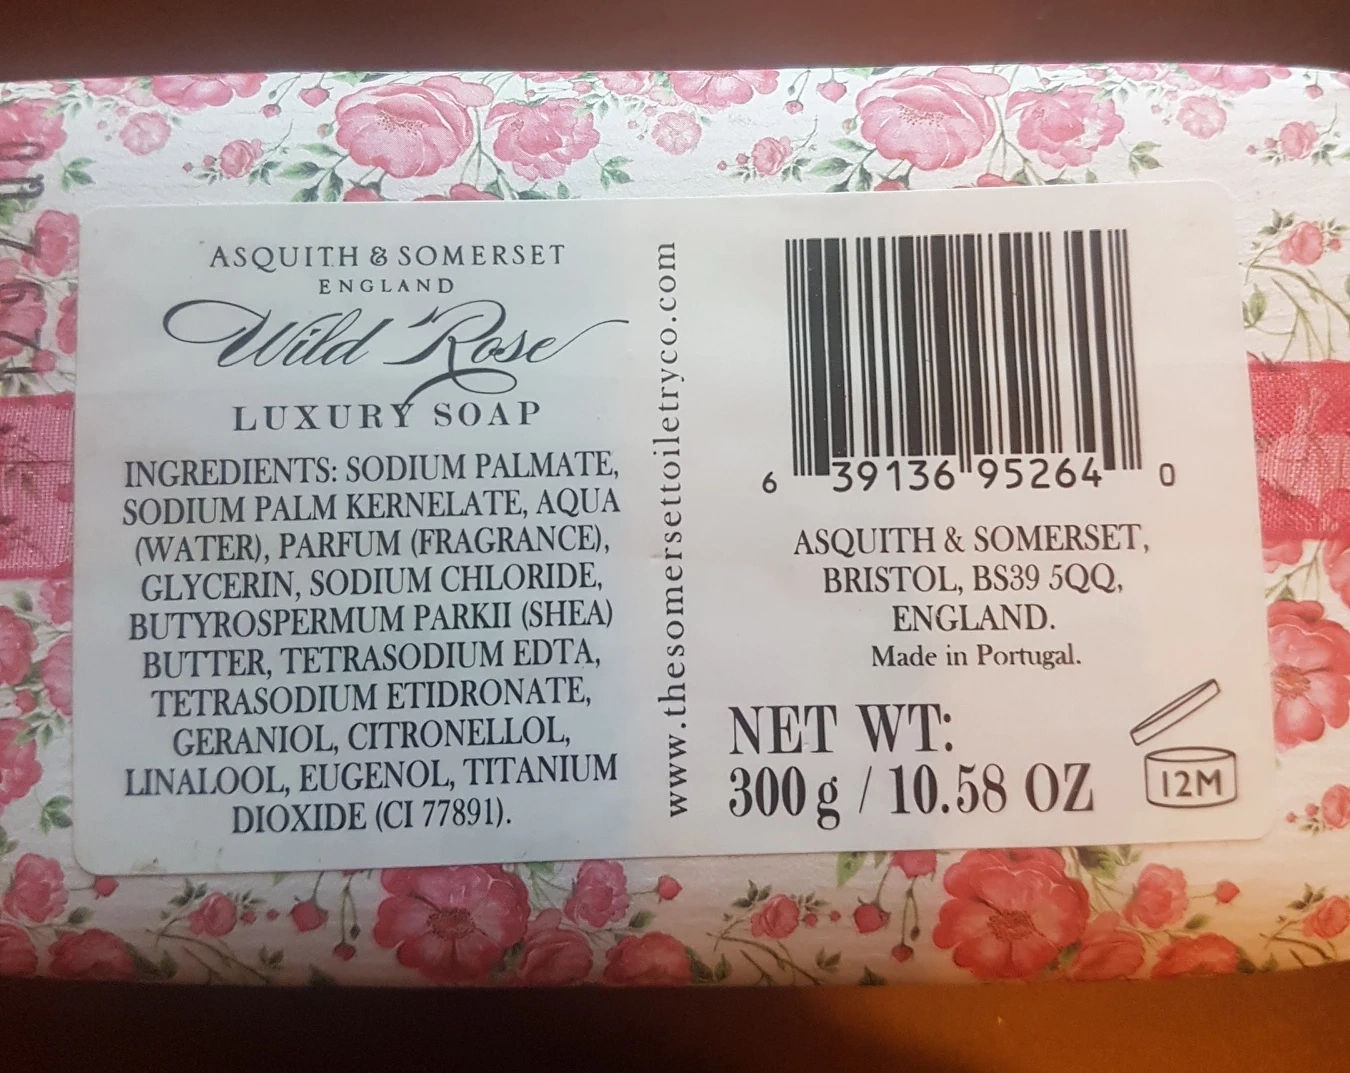 ASQUITH & SOMERSET
ENGLAND
Wild Rose
LUXURY SOAP
INGREDIENTS: SODIUM PALMATE,
SODIUM PALM KERNELATE, AQUA
(WATER), PARFUM (FRAGRANCE),
GLYCERIN, SODIUM CHLORIDE,
BUTYROSPERMUM PARKII (SHEA)
BUTTER, TETRASODIUM EDTA,
TETRASODIUM ETIDRONATE,
GERANIOL, CITRONELLOL,
LINALOOL, EUGENOL, TITANIUM
DIOXIDE (CI 77891).
www.thesomersettoiletryco.com
6 39136 95264 0
ASQUITH & SOMERSET,
BRISTOL, BS39 5QQ,
ENGLAND.
Made in Portugal.
NET WT:
300 g / 10.58 OZ
12M